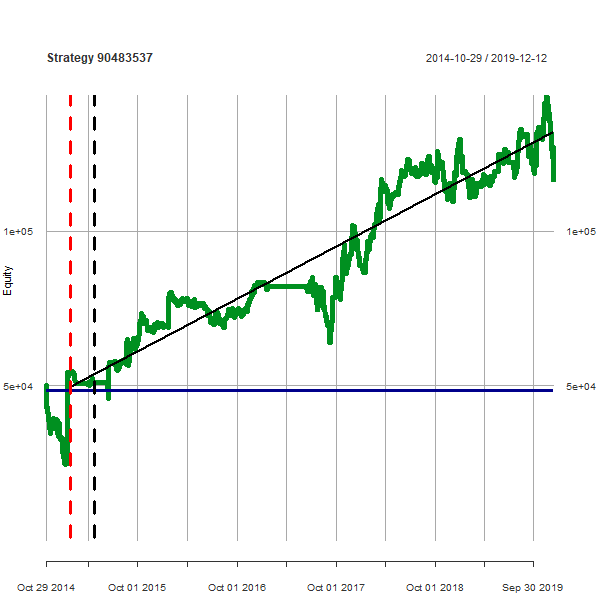 Strategy 90483537
2014-10-29 / 2019-12-12
1e+05
1e+05
Equity
5e+04
5e+04
Oct 29 2014
Oct 01 2015
Oct 01 2016
Oct 01 2017
Oct 01 2018
Sep 30 2019